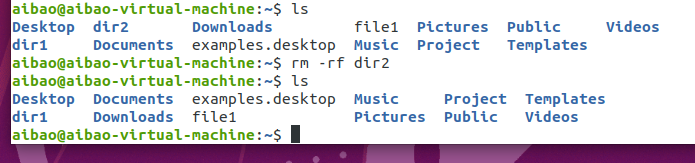 aibao@aibao-virtual-machine:~$ ls
Desktop  dir2       Downloads         file1  Pictures  Public     Videos
dir1     Documents  examples.desktop  Music  Project   Templates
aibao@aibao-virtual-machine:~$ rm -rf dir2
aibao@aibao-virtual-machine:~$ ls
Desktop  Documents  examples.desktop  Music     Project  Templates
dir1     Downloads  file1             Pictures  Public   Videos
aibao@aibao-virtual-machine:~$